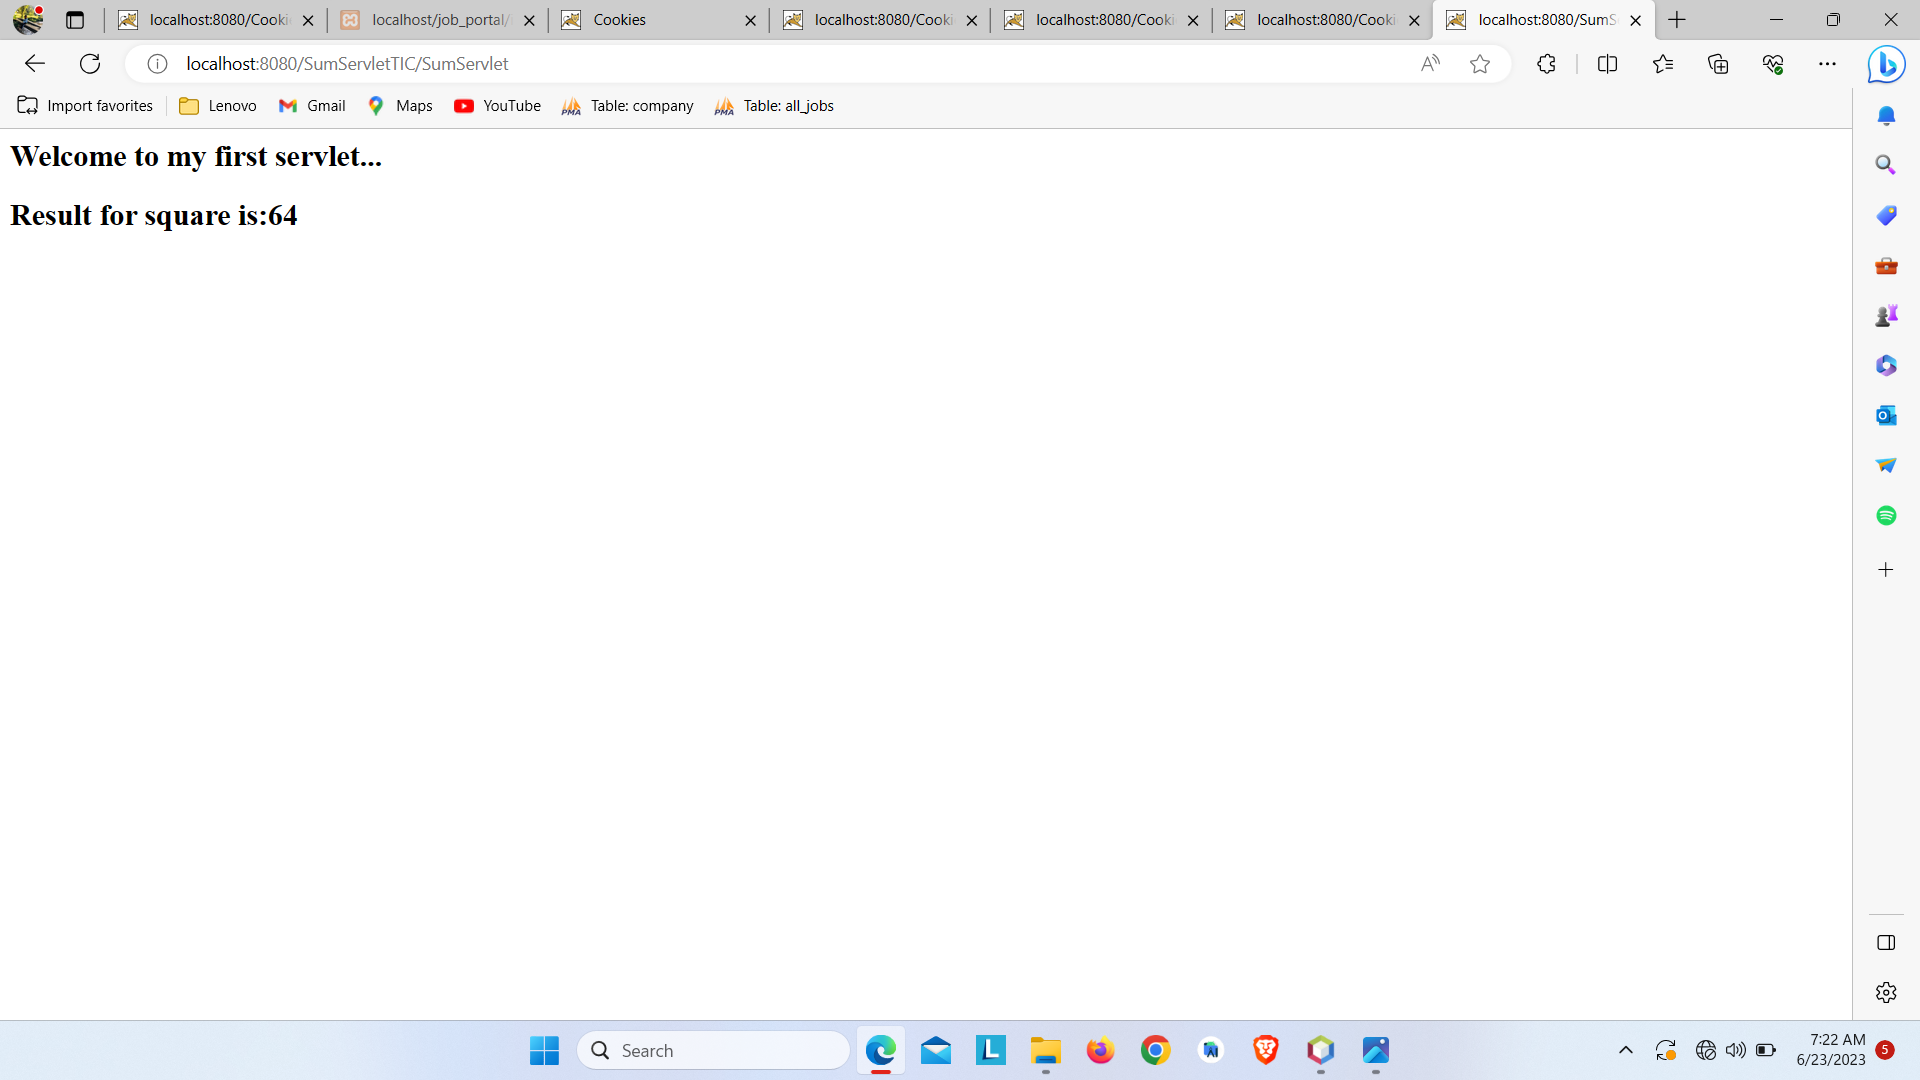 localhost:8080/Cooki
localhost/job_portal/
Cookies
localhost:8080/Cooki
localhost:8080/Cooki
localhost:8080/Cooki
localhost:8080/SumS
localhost:8080/SumServletTIC/SumServlet
Import favorites
Lenovo
Gmail
Maps
YouTube
PMA
Table: company
PMA
Table: all_jobs
Welcome to my first servlet...
Result for square is:64
Search
7:22 AM
6/23/2023
5